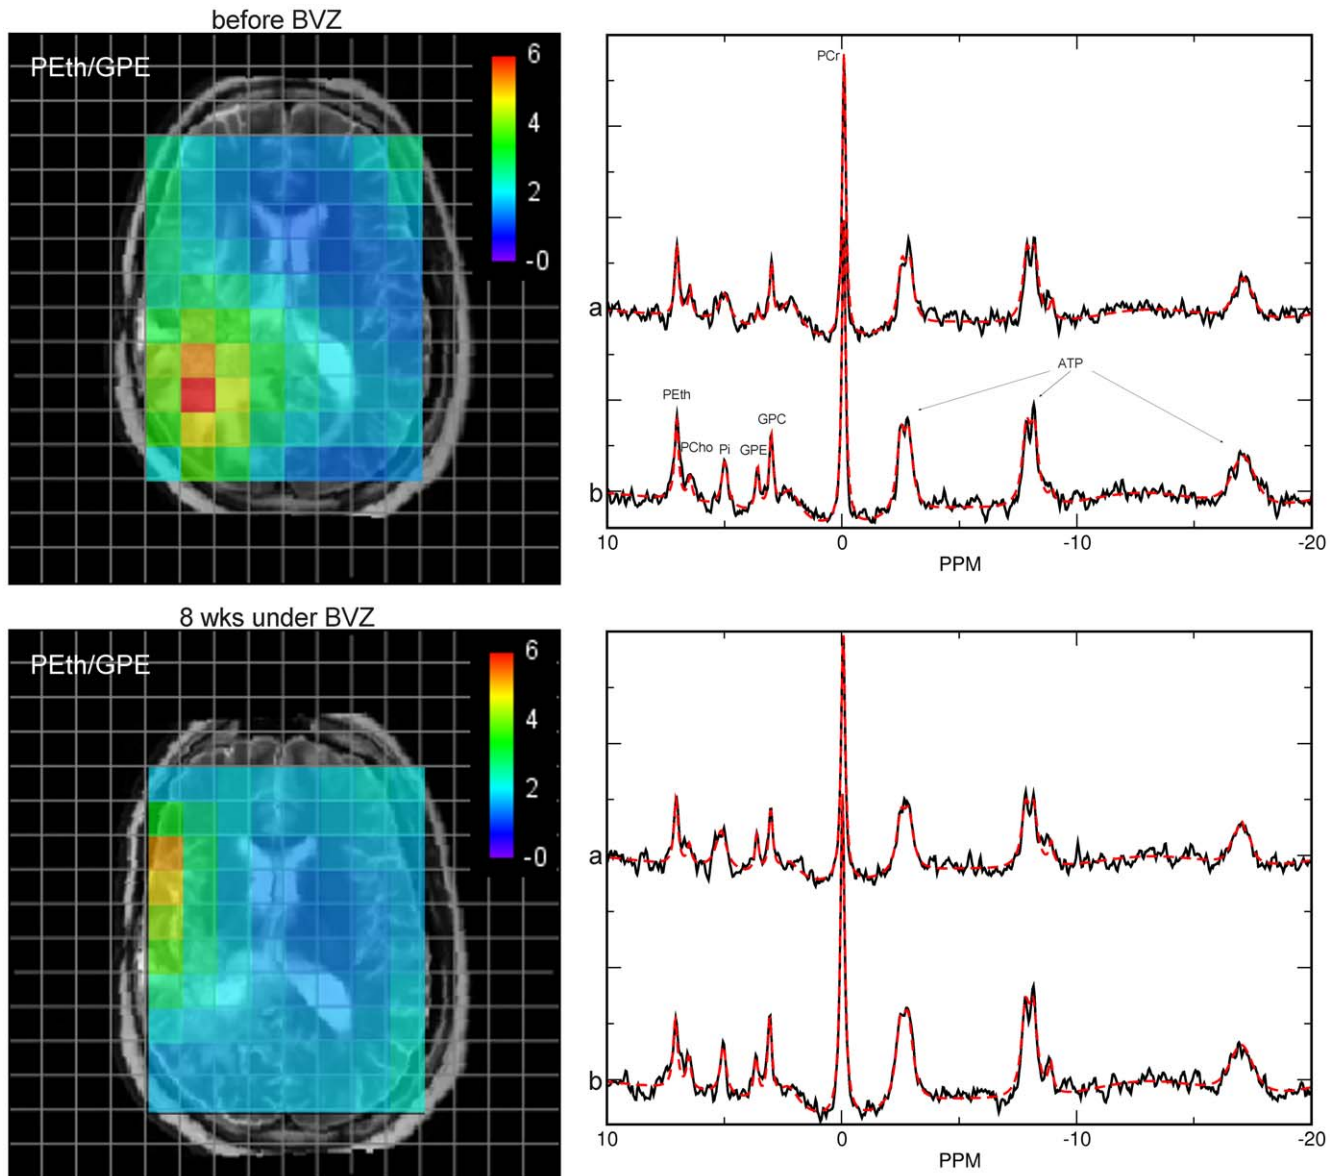 before BVZ
PEth/GPE
6
4
2
-0
PCr
a
ATP
PEth
GPC
PCho
Pi
GPE
b
10
0
-10
-20
PPM
8 wks under BVZ
PEth/GPE
6
4
2
-0
a
b
10
0
-10
-20
PPM